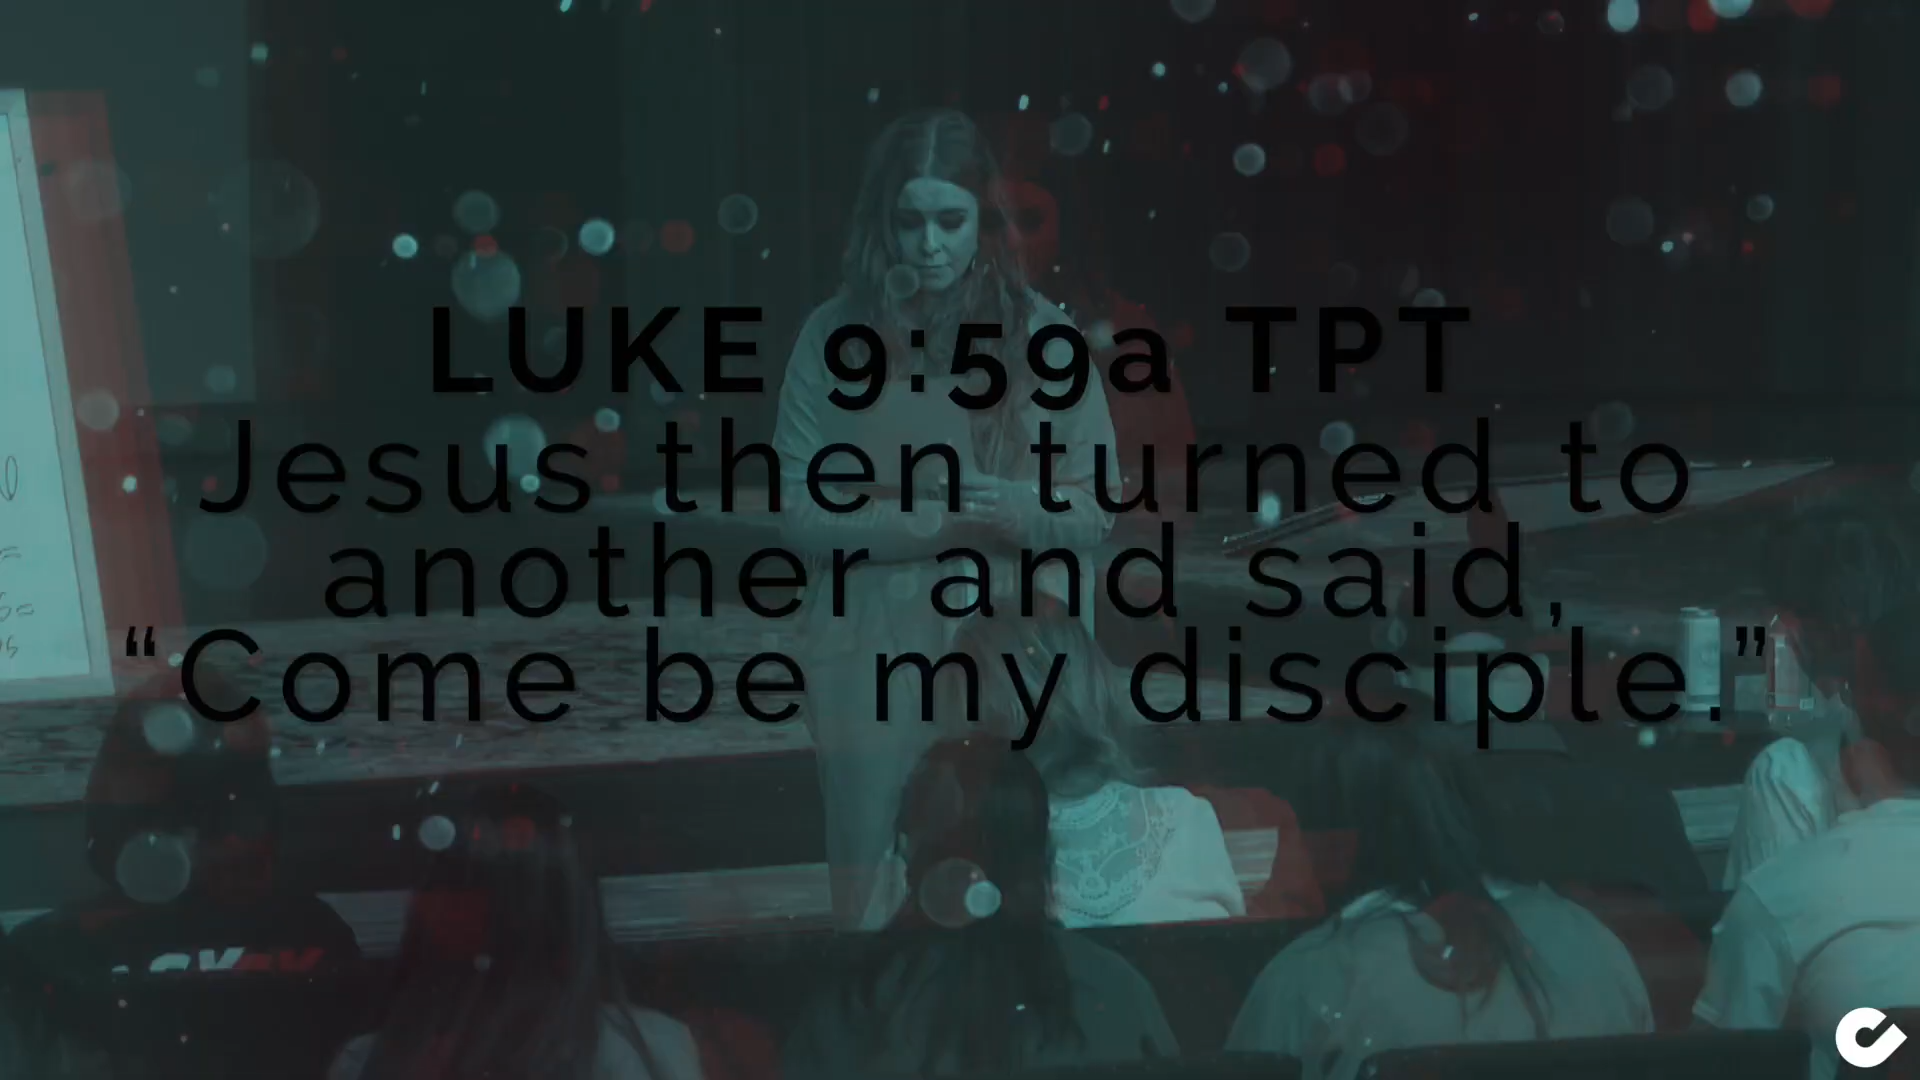 LUKE 9:59a TPT
Jesus then turned to
another and said,
“Come be my disciple.”